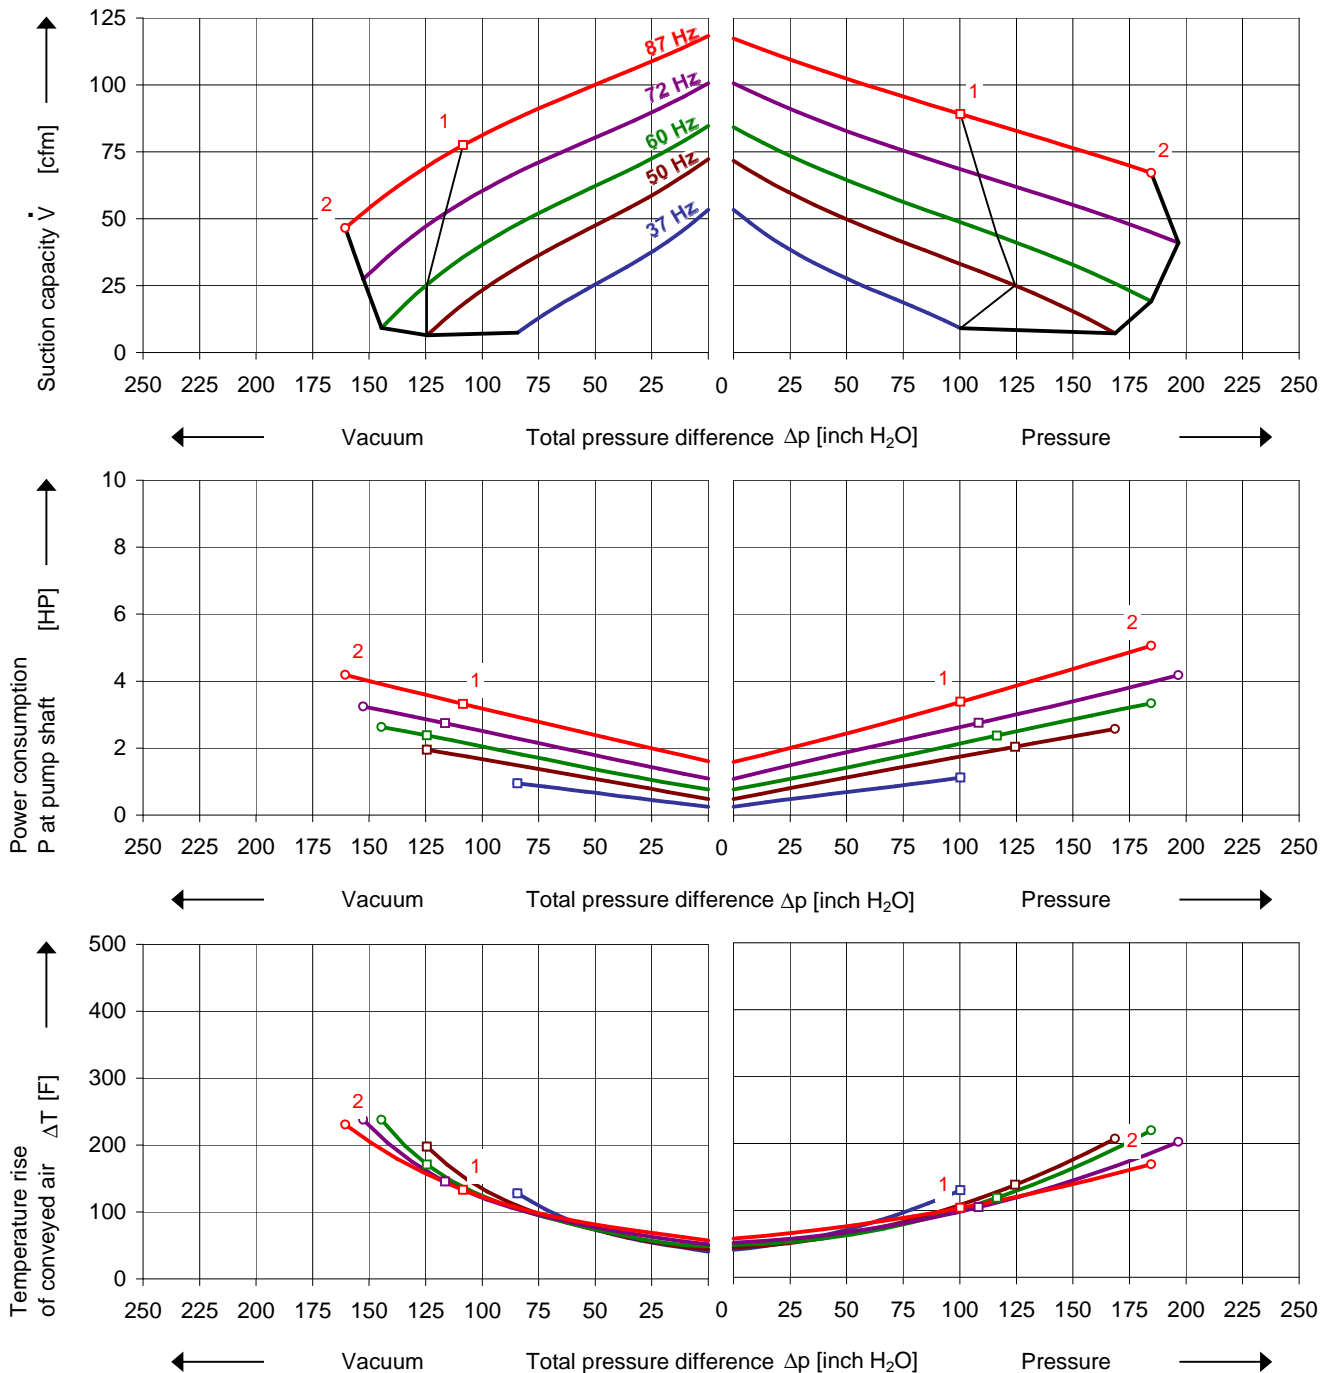 Suction capacity V̇ [cfm]
125
100
75
50
25
0
87 Hz
72 Hz
60 Hz
50 Hz
37 Hz
1
2
1
2
250 225 200 175 150 125 100 75 50 25 0 25 50 75 100 125 150 175 200 225 250
Vacuum Total pressure difference Δp [inch H₂O] Pressure
Power consumption
P at pump shaft [HP]
10
8
6
4
2
0
2
1
1
2
250 225 200 175 150 125 100 75 50 25 0 25 50 75 100 125 150 175 200 225 250
Vacuum Total pressure difference Δp [inch H₂O] Pressure
Temperature rise
of conveyed air ΔT [F]
500
400
300
200
100
0
2
1
1
2
250 225 200 175 150 125 100 75 50 25 0 25 50 75 100 125 150 175 200 225 250
Vacuum Total pressure difference Δp [inch H₂O] Pressure